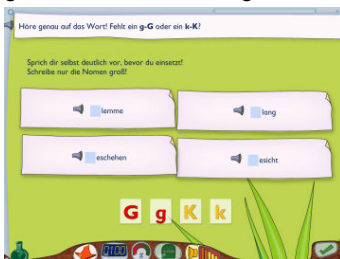 Höre genau auf das Wort! Fehlt ein g-G oder ein k-K?
Sprich dir selbst deutlich vor, bevor du einsetzt!
Schreibe nur die Nomen groß!
lemme
lang
eschehen
esicht
G g K k